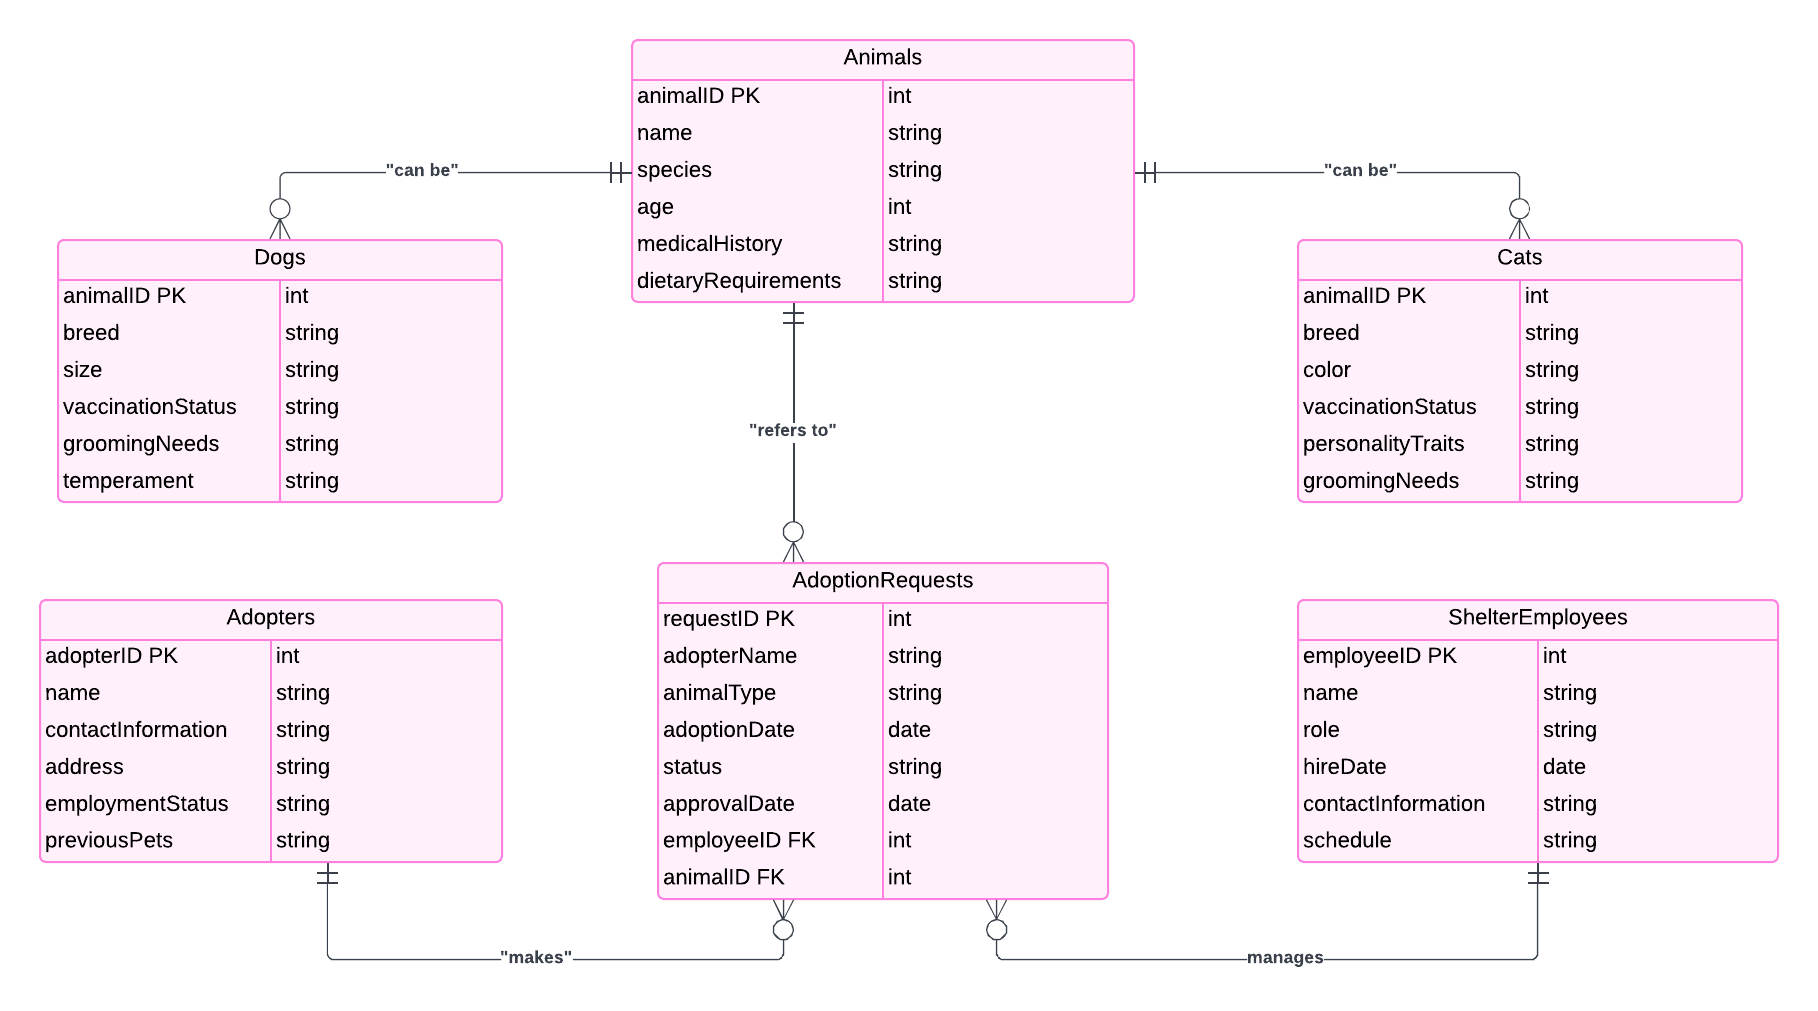 Animals
animalID PK int
name string
species string
age int
medicalHistory string
dietaryRequirements string
"can be"
"can be"
Dogs
animalID PK int
breed string
size string
vaccinationStatus string
groomingNeeds string
temperament string
Cats
animalID PK int
breed string
color string
vaccinationStatus string
personalityTraits string
groomingNeeds string
"refers to"
Adopters
adopterID PK int
name string
contactInformation string
address string
employmentStatus string
previousPets string
AdoptionRequests
requestID PK int
adopterName string
animalType string
adoptionDate date
status string
approvalDate date
employeeID FK int
animalID FK int
ShelterEmployees
employeeID PK int
name string
role string
hireDate date
contactInformation string
schedule string
"makes"
manages